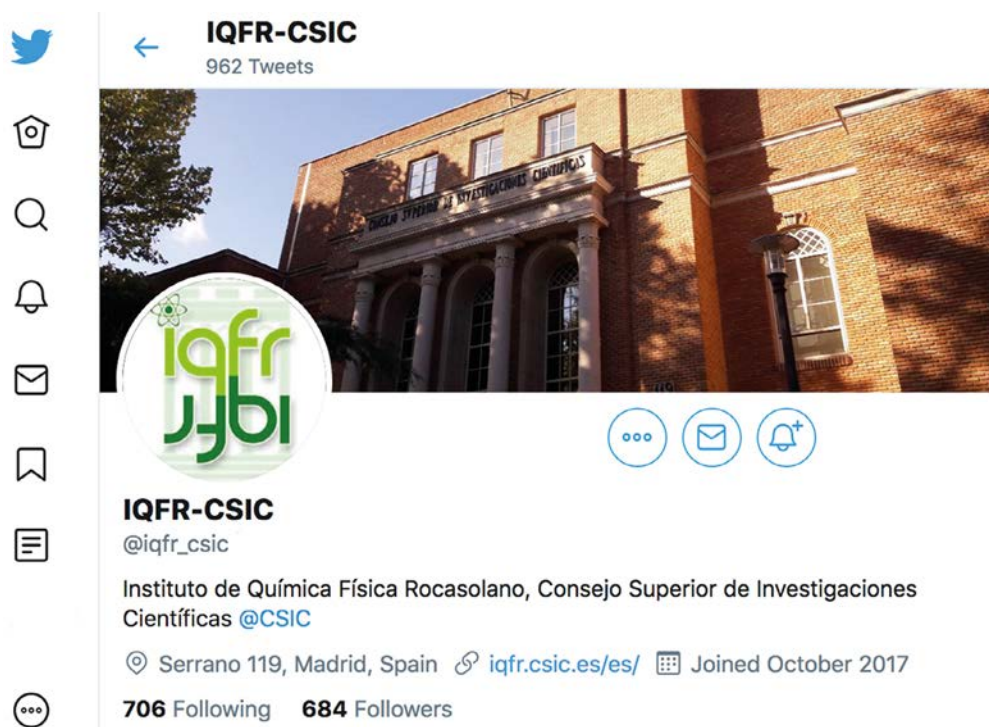 IQFR-CSIC
962 Tweets
CONSEJO SUPERIOR DE INVESTIGACIONES CIENTIFICAS
119
iqfr
IQFR-CSIC
@iqfr_csic
Instituto de Química Física Rocasolano, Consejo Superior de Investigaciones
Científicas @CSIC
Serrano 119, Madrid, Spain iqfr.csic.es/es/ Joined October 2017
706 Following 684 Followers